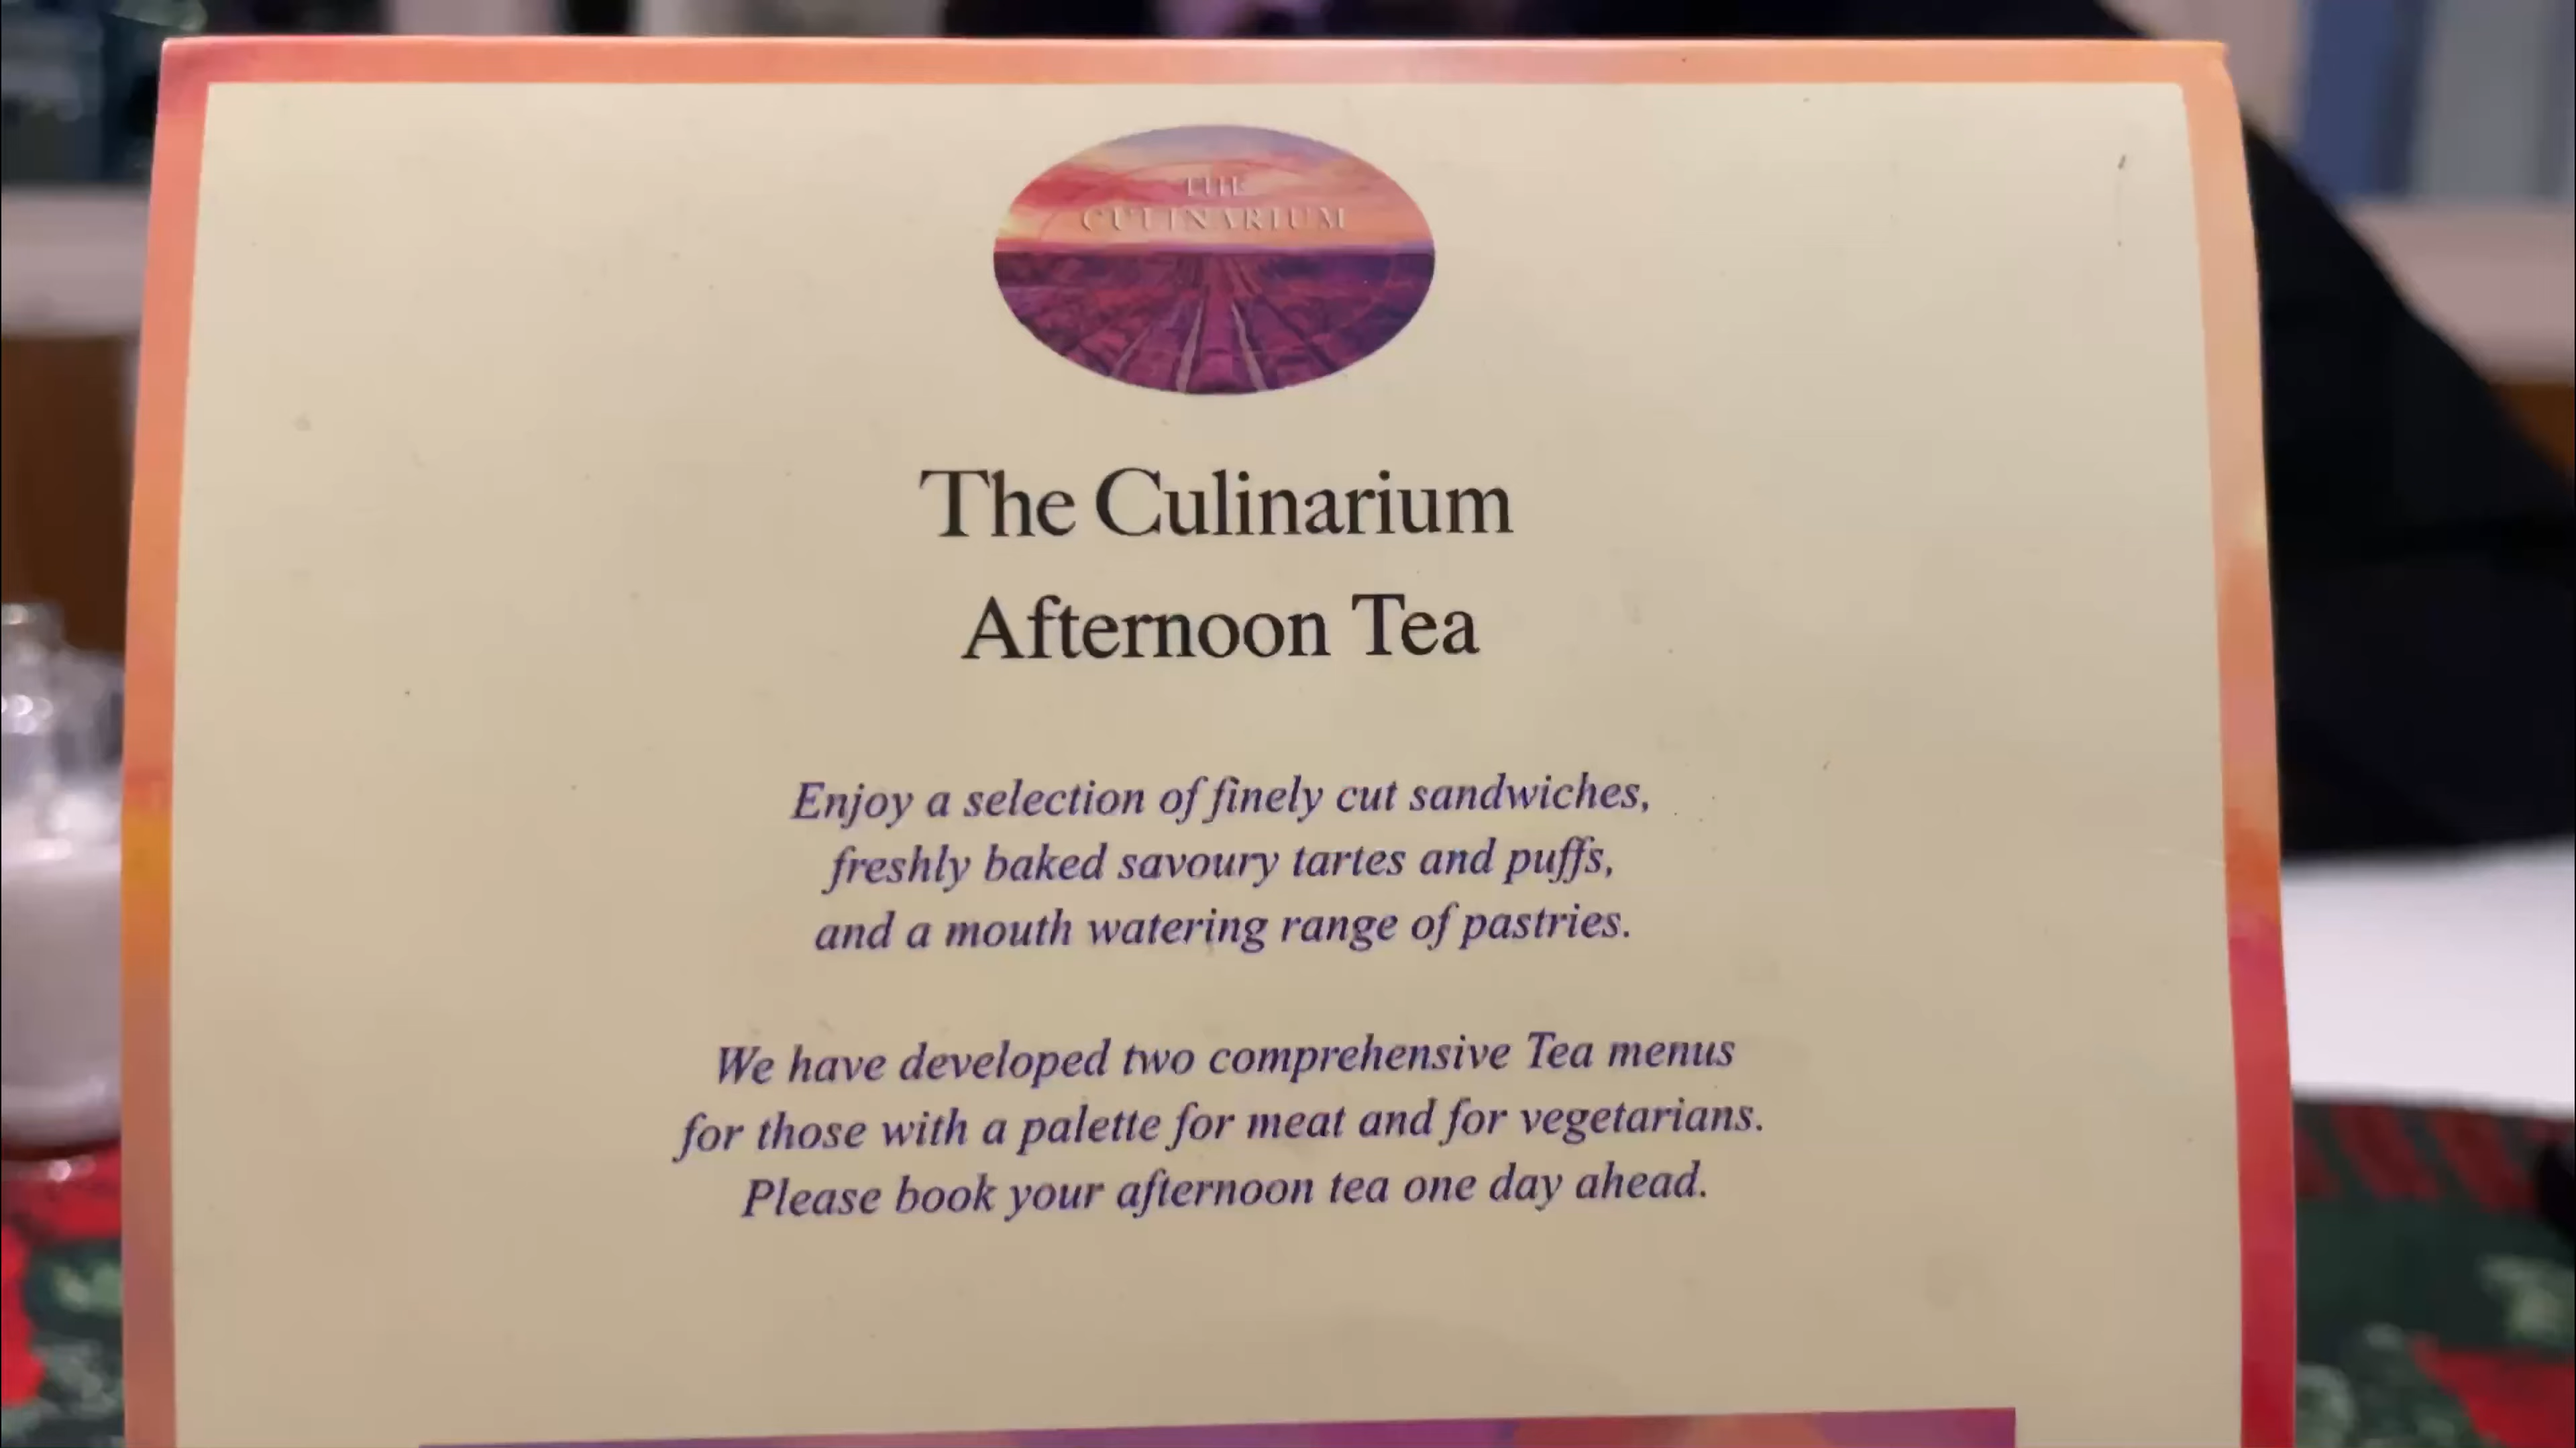 THE
CULINARIUM
The Culinarium
Afternoon Tea
Enjoy a selection of finely cut sandwiches,
freshly baked savoury tartes and puffs,
and a mouth watering range of pastries.
We have developed two comprehensive Tea menus
for those with a palette for meat and for vegetarians.
Please book your afternoon tea one day ahead.